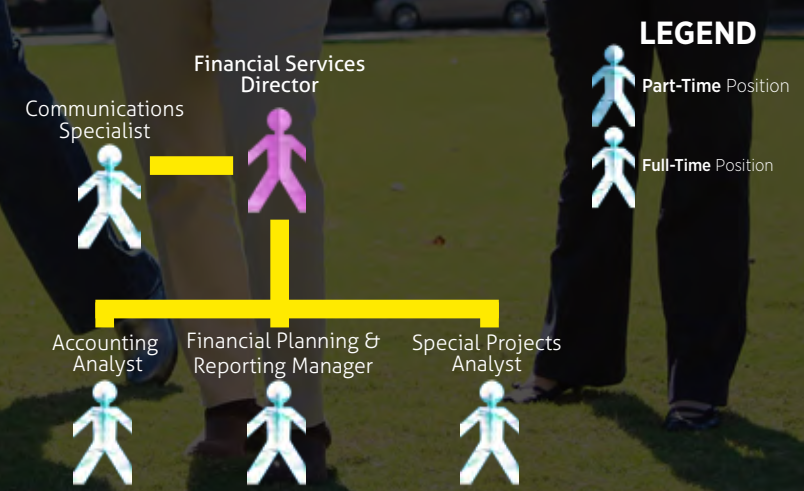 LEGEND
Part-Time Position
Full-Time Position
Financial Services
Director
Communications
Specialist
Accounting
Analyst
Financial Planning &
Reporting Manager
Special Projects
Analyst